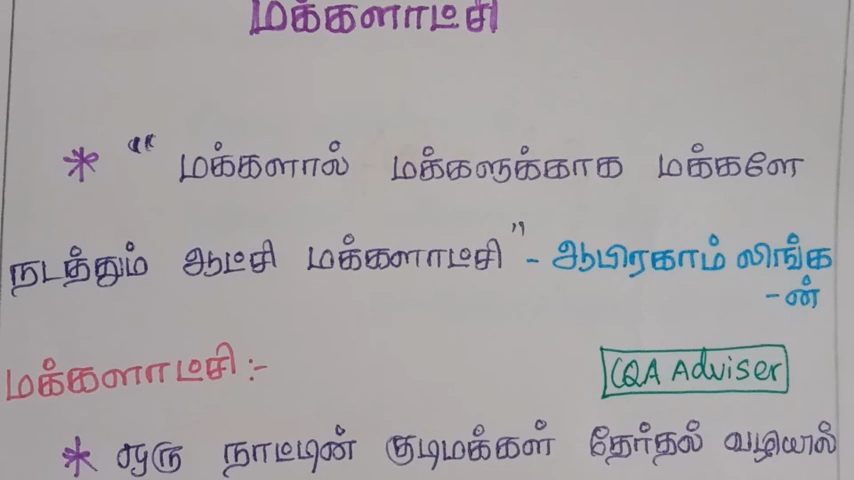 மக்களாட்சி
* " மக்களால் மக்களுக்காக மக்களே
நடத்தும் ஆட்சி மக்களாட்சி" - ஆபிரகாம் லிங்க
-ன்
மக்களாட்சி:-
CQA Adviser
* ஒரு நாட்டின் குடிமக்கள் தேர்தல் வழியால்